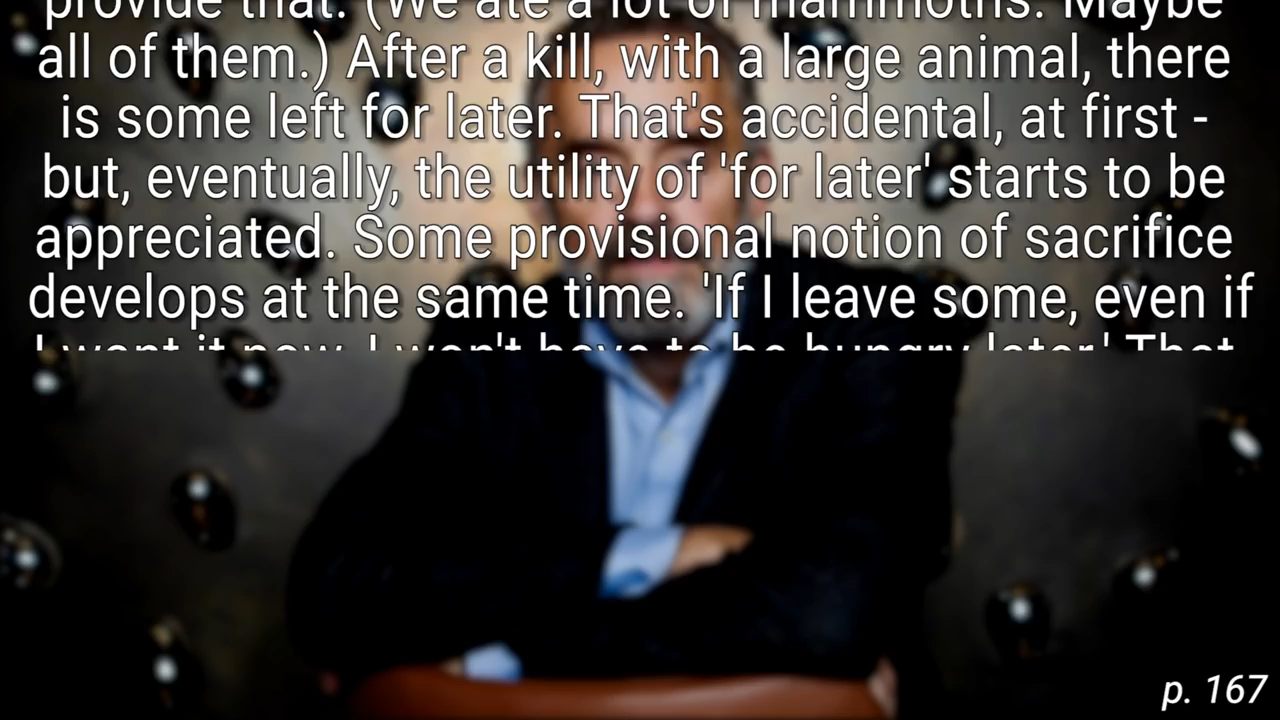 provide that. (We ate a lot of mammoths. Maybe
all of them.) After a kill, with a large animal, there
is some left for later. That's accidental, at first -
but, eventually, the utility of 'for later' starts to be
appreciated. Some provisional notion of sacrifice
develops at the same time. 'If I leave some, even if
I want it now, I won't have to be hungry later.' That
p. 167